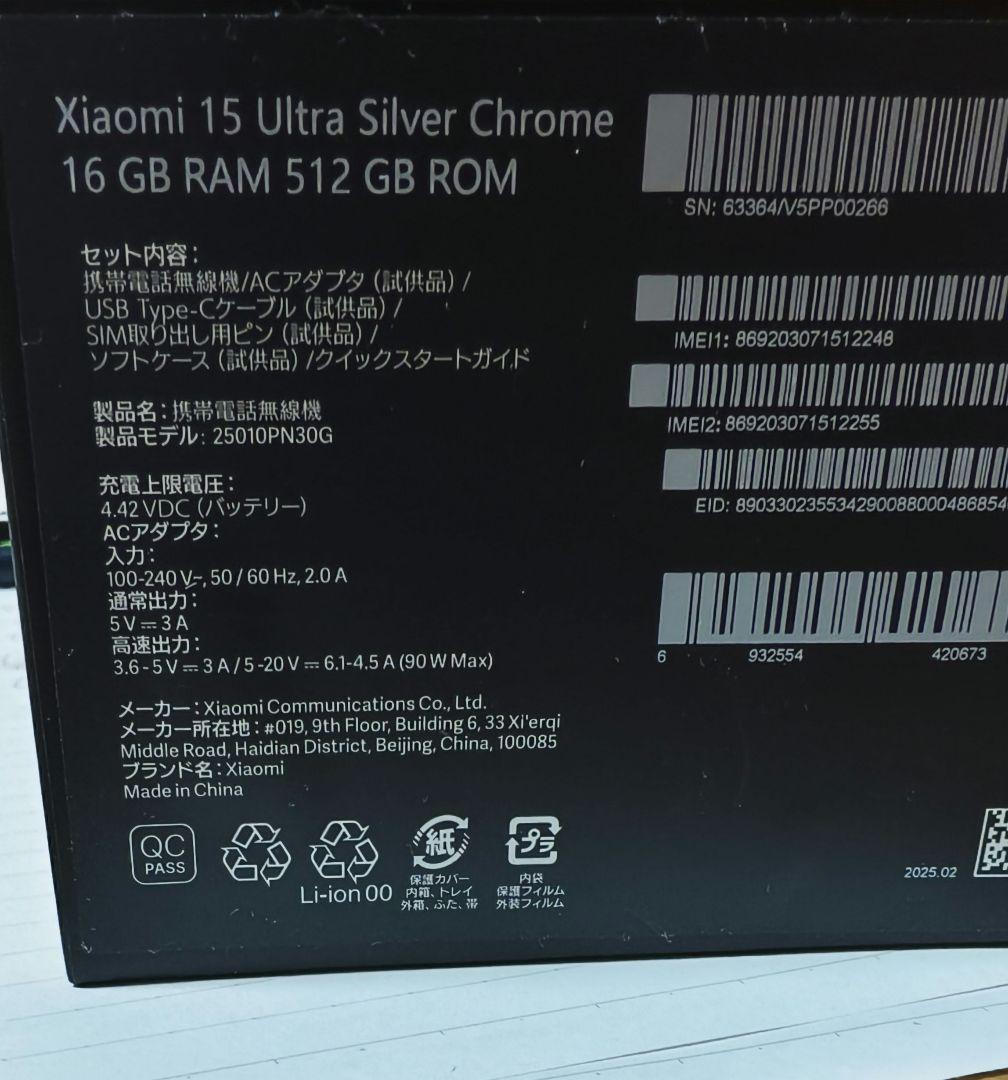 Xiaomi 15 Ultra Silver Chrome
16 GB RAM 512 GB ROM
セット内容：
携帯電話無線機/ACアダプタ（試供品）/
USB Type-Cケーブル（試供品）/
SIM取り出し用ピン（試供品）/
ソフトケース（試供品）/クイックスタートガイド
製品名：携帯電話無線機
製品モデル：25010PN30G
充電上限電圧：
4.42 VDC（バッテリー）
ACアダプタ：
入力：
100-240 V~, 50 / 60 Hz, 2.0 A
通常出力：
5 V⎓3 A
高速出力：
3.6 - 5 V⎓3 A / 5 -20 V⎓6.1-4.5 A (90 W Max)
メーカー：Xiaomi Communications Co., Ltd.
メーカー所在地：#019, 9th Floor, Building 6, 33 Xi'erqi
Middle Road, Haidian District, Beijing, China, 100085
ブランド名：Xiaomi
Made in China
QC
PASS
Li-ion 00
紙
保護カバー
内箱、トレイ
外箱、ふた、帯
プラ
内袋
保護フィルム
外装フィルム
SN: 63364/V5PP00266
IMEI1: 869203071512248
IMEI2: 869203071512255
EID: 890330235534290088000486854
6 932554 420673
2025.02